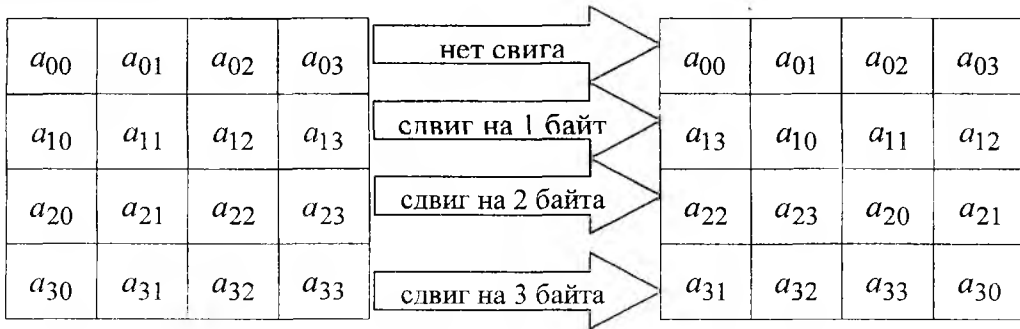 a00 a01 a02 a03 нет свига a00 a01 a02 a03
a10 a11 a12 a13 сдвиг на 1 байт a13 a10 a11 a12
a20 a21 a22 a23 сдвиг на 2 байта a22 a23 a20 a21
a30 a31 a32 a33 сдвиг на 3 байта a31 a32 a33 a30